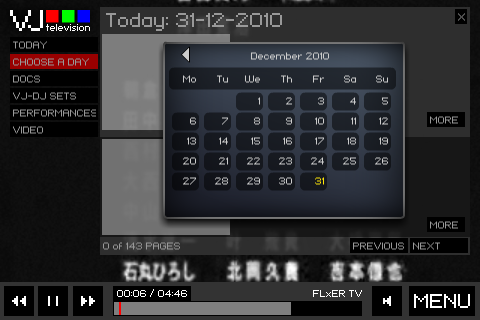 VJ television
Today: 31-12-2010
TODAY
CHOOSE A DAY
DOCS
VJ-DJ SETS
PERFORMANCES
VIDEO
December 2010
Mo Tu We Th Fr Sa Su
1 2 3 4 5
6 7 8 9 10 11 12
13 14 15 16 17 18 19
20 21 22 23 24 25 26
27 28 29 30 31
MORE
MORE
0 of 143 PAGES
PREVIOUS NEXT
石丸ひろし 北岡久貴 吉本
00:06 / 04:46
FLxER TV
MENU